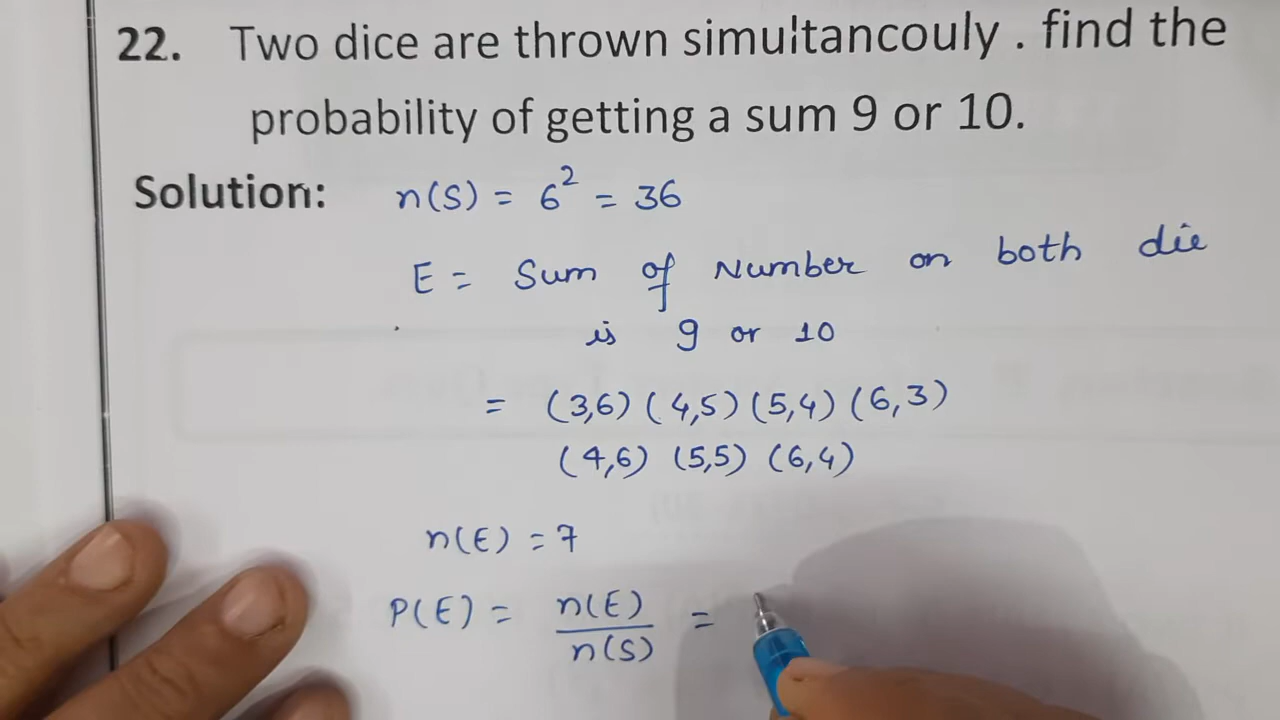 22. Two dice are thrown simultancouly . find the
probability of getting a sum 9 or 10.
Solution: n(S) = 6² = 36
E = Sum of Number on both die
is 9 or 10
= (3,6) (4,5) (5,4) (6,3)
(4,6) (5,5) (6,4)
n(E) = 7
P(E) = n(E)/n(S) =